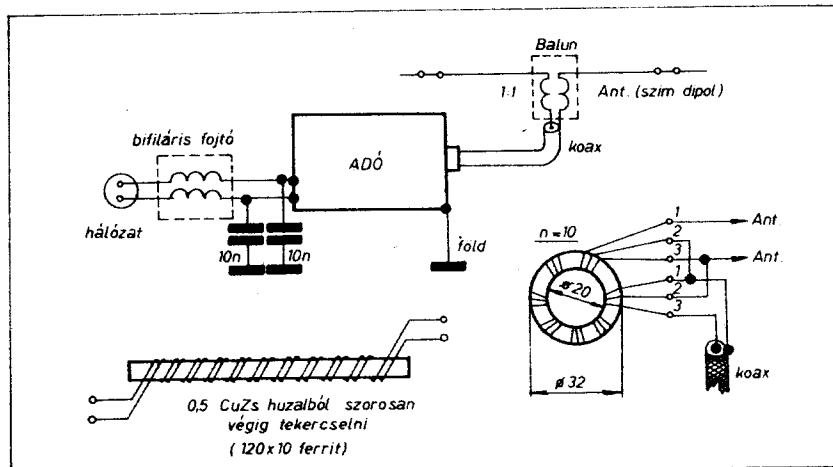 Balun
1:1
Ant. (szim dipol)
koax
bifiláris fojtó
ADÓ
hálózat
10n
10n
föld
n=10
1
2
3
1
2
3
Ant.
Ant.
ø20
ø32
koax
0,5 CuZs huzalból szorosan
végig tekercselni
(120x10 ferrit)